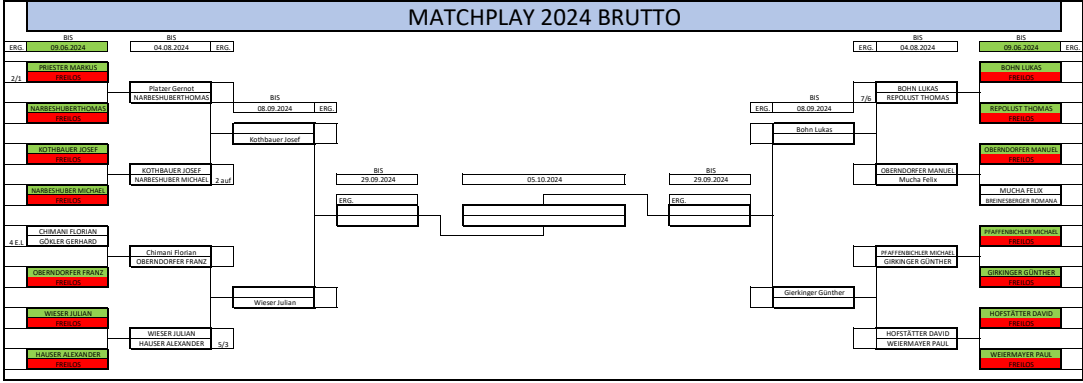 MATCHPLAY 2024 BRUTTO
BIS
BIS
BIS
BIS
ERG.
09.06.2024
04.08.2024
ERG.
ERG.
04.08.2024
09.06.2024
ERG.
2/1
PRIESTER MARKUS
FREILOS
Platzer Gernot
NARBESHUBERTHOMAS
NARBESHUBERTHOMAS
FREILOS
BIS
08.09.2024
ERG.
Kothbauer Josef
KOTHBAUER JOSEF
FREILOS
KOTHBAUER JOSEF
NARBESHUBER MICHAEL
2 auf
NARBESHUBER MICHAEL
FREILOS
CHIMANI FLORIAN
4 E.L
GÖKLER GERHARD
Chimani Florian
OBERNDORFER FRANZ
OBERNDORFER FRANZ
FREILOS
Wieser Julian
WIESER JULIAN
FREILOS
WIESER JULIAN
HAUSER ALEXANDER
5/3
HAUSER ALEXANDER
FREILOS
BIS
29.09.2024
ERG.
05.10.2024
BIS
29.09.2024
ERG.
BIS
ERG.
08.09.2024
Bohn Lukas
Gierkinger Günther
7/6
BOHN LUKAS
REPOLUST THOMAS
OBERNDORFER MANUEL
Mucha Felix
PFAFFENBICHLER MICHAEL
GIRKINGER GÜNTHER
HOFSTÄTTER DAVID
WEIERMAYER PAUL
BOHN LUKAS
FREILOS
REPOLUST THOMAS
FREILOS
OBERNDORFER MANUEL
FREILOS
MUCHA FELIX
BREINESBERGER ROMANA
PFAFFENBICHLER MICHAEL
FREILOS
GIRKINGER GÜNTHER
FREILOS
HOFSTÄTTER DAVID
FREILOS
WEIERMAYER PAUL
FREILOS